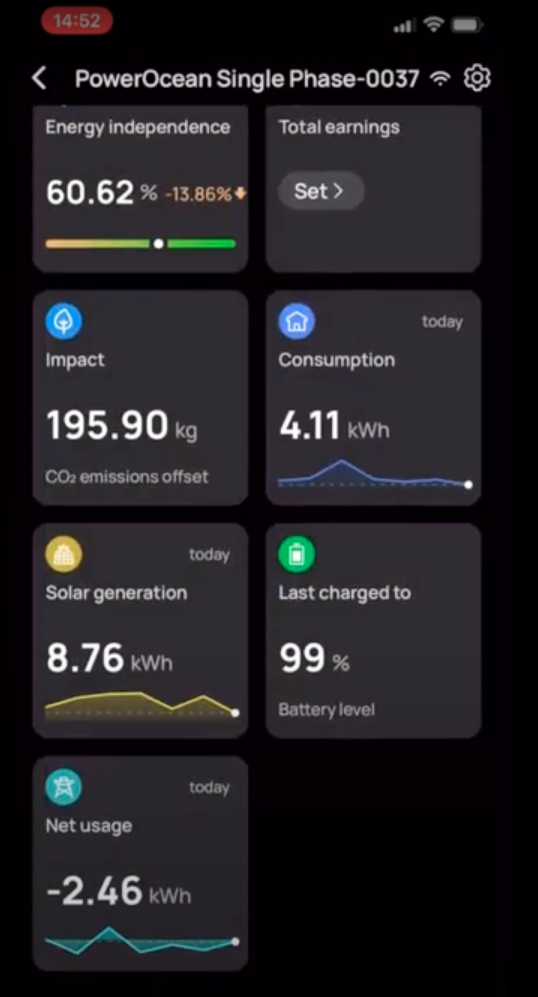 14:52
PowerOcean Single Phase-0037
Energy independence
60.62 % -13.86%
Total earnings
Set >
Impact
195.90 kg
CO₂ emissions offset
today
Consumption
4.11 kWh
today
Solar generation
8.76 kWh
Last charged to
99 %
Battery level
today
Net usage
-2.46 kWh